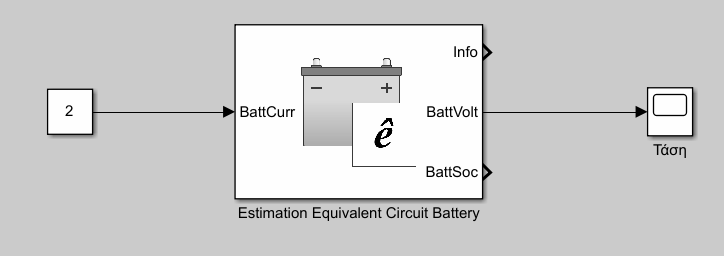 Info
2
BattCurr
BattVolt
ê
BattSoc
Τάση
Estimation Equivalent Circuit Battery